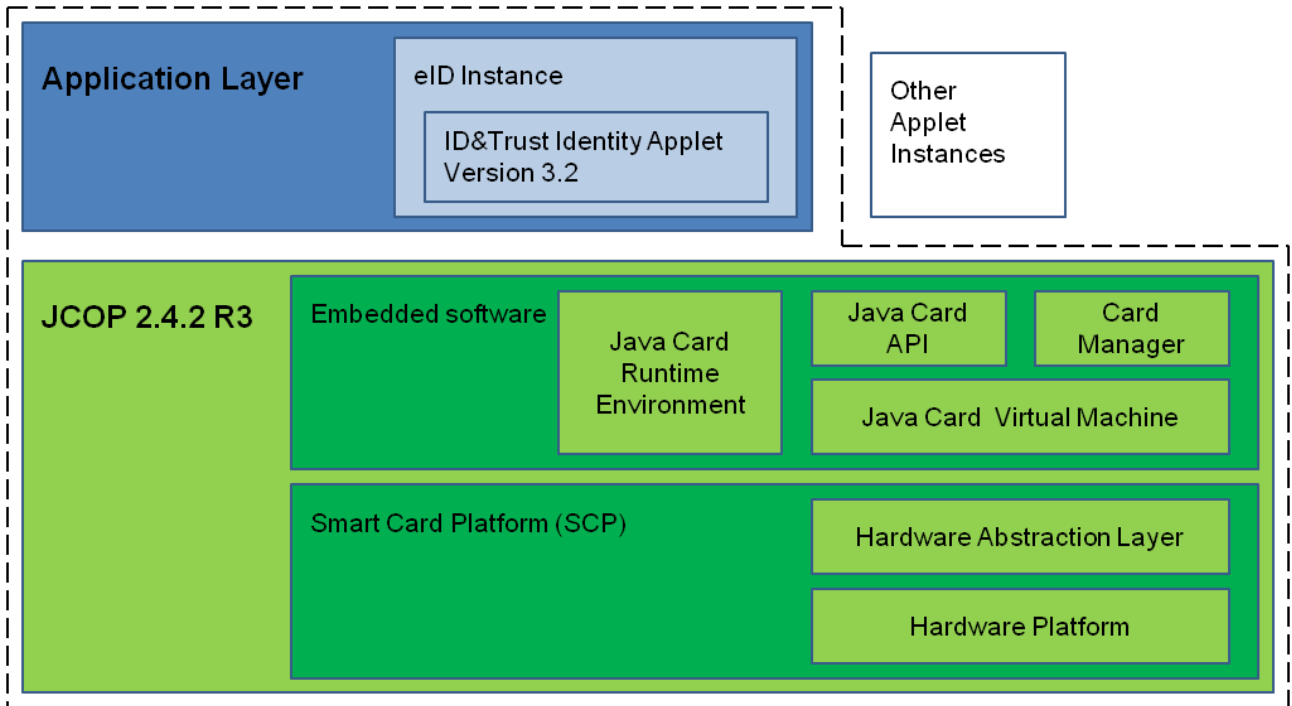 Application Layer
eID Instance
ID&Trust Identity Applet
Version 3.2
Other
Applet
Instances
JCOP 2.4.2 R3
Embedded software
Java Card
Runtime
Environment
Java Card
API
Card
Manager
Java Card Virtual Machine
Smart Card Platform (SCP)
Hardware Abstraction Layer
Hardware Platform